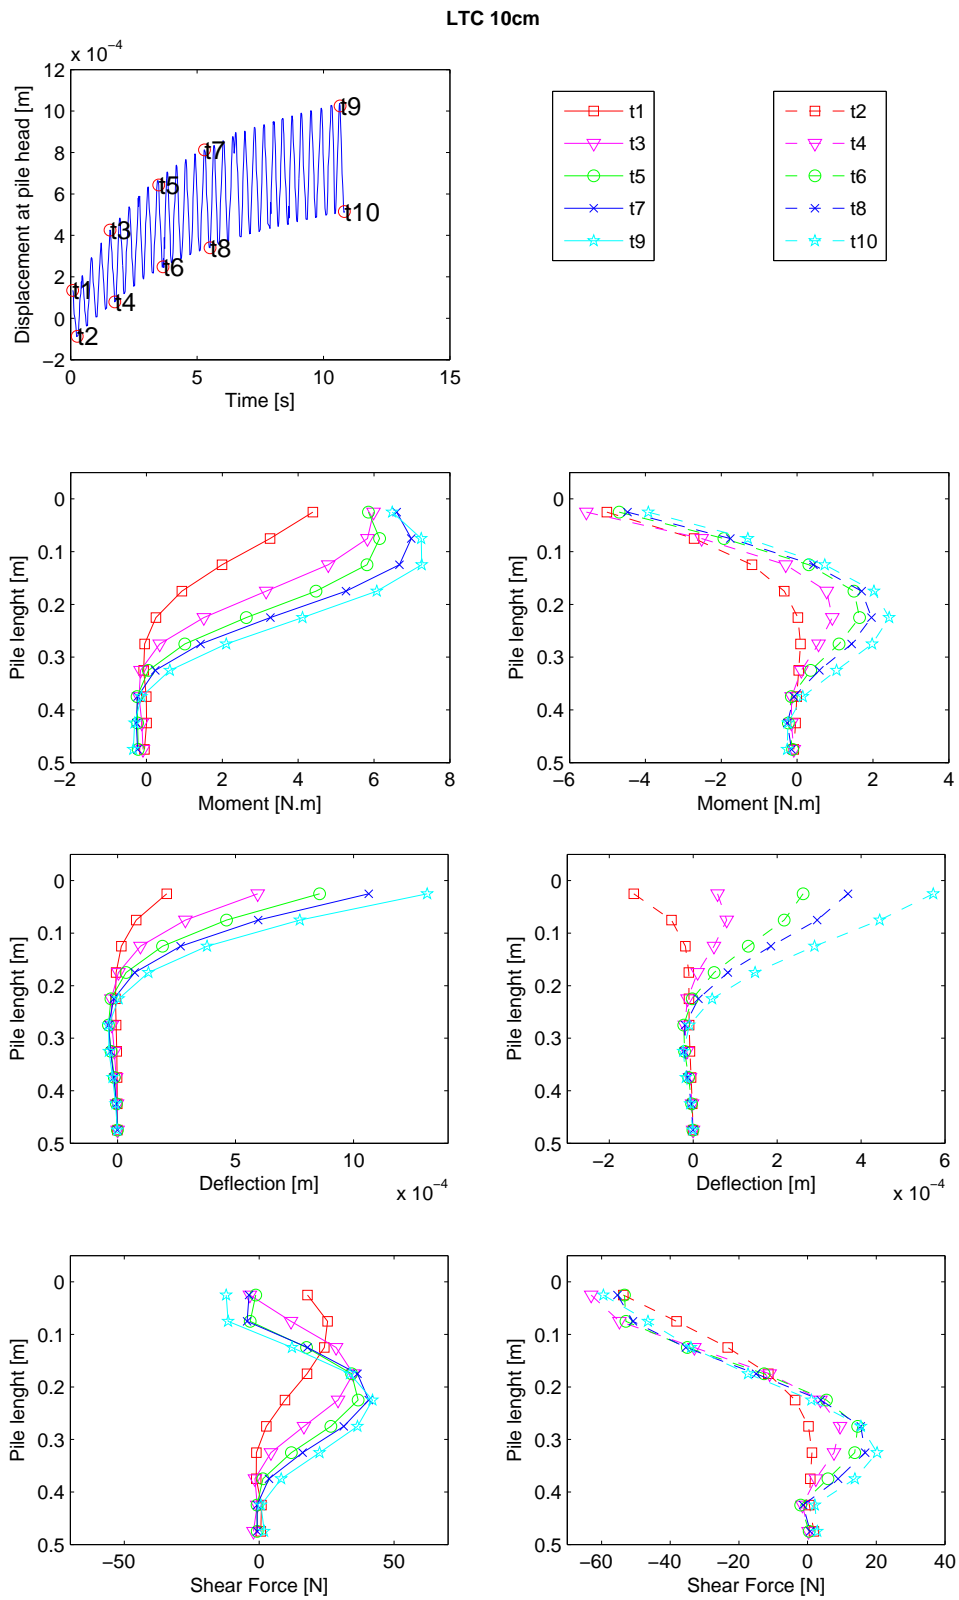 LTC 10cm
x 10−4
12
10
8
6
4
2
0
−2
0
5
10
15
Displacement at pile head [m]
Time [s]
t1
t2
t3
t4
t5
t6
t7
t8
t9
t10
t1
t3
t5
t7
t9
t2
t4
t6
t8
t10
0
0.1
0.2
0.3
0.4
0.5
−2
0
2
4
6
8
Pile lenght [m]
Moment [N.m]
0
0.1
0.2
0.3
0.4
0.5
−6
−4
−2
0
2
4
Pile lenght [m]
Moment [N.m]
0
0.1
0.2
0.3
0.4
0.5
0
5
10
Pile lenght [m]
Deflection [m]
x 10−4
0
0.1
0.2
0.3
0.4
0.5
−2
0
2
4
6
Pile lenght [m]
Deflection [m]
x 10−4
0
0.1
0.2
0.3
0.4
0.5
−50
0
50
Pile lenght [m]
Shear Force [N]
0
0.1
0.2
0.3
0.4
0.5
−60
−40
−20
0
20
40
Pile lenght [m]
Shear Force [N]